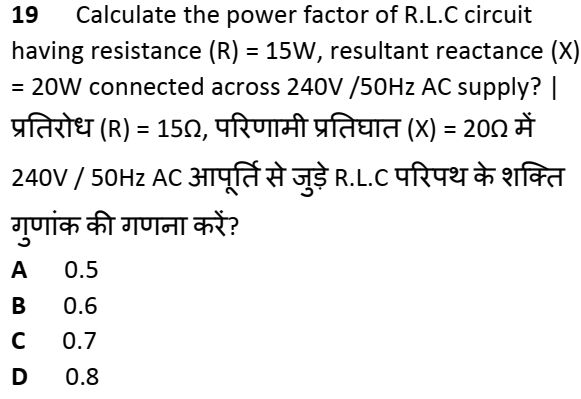 19 Calculate the power factor of R.L.C circuit
having resistance (R) = 15W, resultant reactance (X)
= 20W connected across 240V /50Hz AC supply? |
प्रतिरोध (R) = 15Ω, परिणामी प्रतिघात (X) = 20Ω में
240V / 50Hz AC आपूर्ति से जुड़े R.L.C परिपथ के शक्ति
गुणांक की गणना करें?
A 0.5
B 0.6
C 0.7
D 0.8